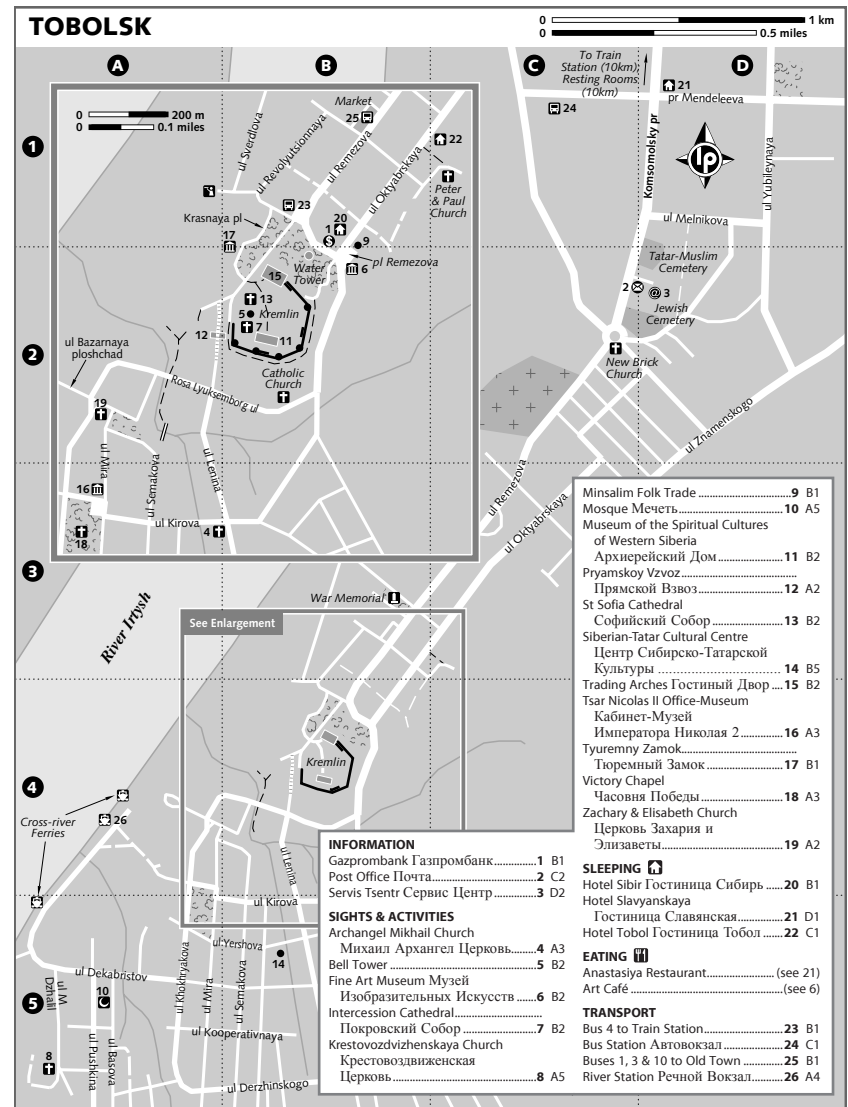 TOBOLSK
0 1 km
0 0.5 miles
A
B
C
D
1
2
3
4
5
0 200 m
0 0.1 miles
To Train
Station (10km);
Resting Rooms
(10km)
21
pr Mendeleeva
24
Komsomolsky pr
lp
ul Yubileynaya
ul Melnikova
Tatar-Muslim
Cemetery
2
3
Jewish
Cemetery
New Brick
Church
ul Znamenskogo
ul Remezova
ul Oktyabrskaya
Market
25
ul Sverdlova
ul Revolyutsionnaya
ul Remezova
ul Oktyabrskaya
22
Peter
& Paul
Church
23
Krasnaya pl
17
20
1
9
pl Remezova
Water
Tower
6
15
13
5
Kremlin
7
11
12
ul Bazarnaya
ploshchad
Catholic
Church
Rosa Lyuksemborg ul
19
ul Mira
ul Semakova
ul Lenina
16
ul Kirova
4
18
River Irtysh
War Memorial
See Enlargement
Kremlin
Cross-river
Ferries
26
ul Lenina
ul Kirova
ul Yershova
14
ul Dekabristov
ul Khokhryakova
ul Mira
ul Semakova
10
ul M
Dzhalil
ul Kooperativnaya
8
ul Pushkina
ul Basova
ul Derzhinskogo
INFORMATION
Gazprombank Газпромбанк..............1 B1
Post Office Почта..............2 C2
Servis Tsentr Сервис Центр..............3 D2
SIGHTS & ACTIVITIES
Archangel Mikhail Church
Михаил Архангел Церковь..............4 A3
Bell Tower..............5 B2
Fine Art Museum Музей
Изобразительных Искусств..............6 B2
Intercession Cathedral..............
Покровский Собор..............7 B2
Krestovozdvizhenskaya Church
Крестовоздвиженская
Церковь..............8 A5
Minsalim Folk Trade..............9 B1
Mosque Мечеть..............10 A5
Museum of the Spiritual Cultures
of Western Siberia
Архиерейский Дом..............11 B2
Pryamskoy Vzvoz..............
Прямской Взвоз..............12 A2
St Sofia Cathedral
Софийский Собор..............13 B2
Siberian-Tatar Cultural Centre
Центр Сибирско-Татарской
Культуры..............14 B5
Trading Arches Гостиный Двор....15 B2
Tsar Nicolas II Office-Museum
Кабинет-Музей
Императора Николая 2..............16 A3
Tyuremny Zamok..............
Тюремный Замок..............17 B1
Victory Chapel
Часовня Победы..............18 A3
Zachary & Elisabeth Church
Церковь Захария и
Элизаветы..............19 A2
SLEEPING
Hotel Sibir Гостиница Сибирь.....20 B1
Hotel Slavyanskaya
Гостиница Славянская..............21 D1
Hotel Tobol Гостиница Тобол......22 C1
EATING
Anastasiya Restaurant..............(see 21)
Art Café..............(see 6)
TRANSPORT
Bus 4 to Train Station..............23 B1
Bus Station Автовокзал..............24 C1
Buses 1, 3 & 10 to Old Town.......25 B1
River Station Речной Вокзал.......26 A4